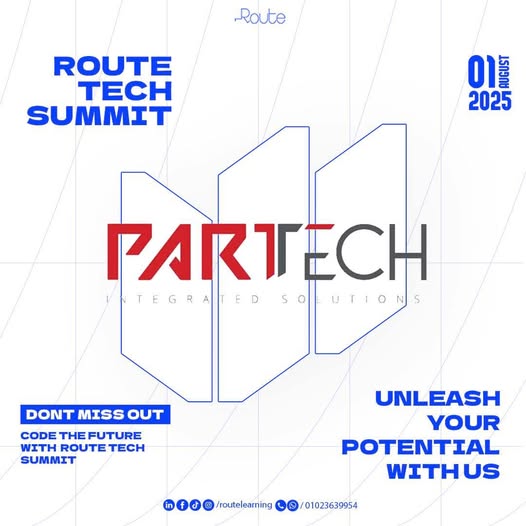 Route
ROUTE
TECH
SUMMIT
01
AUGUST
2025
PARTECH
INTEGRATED SOLUTIONS
DONT MISS OUT
CODE THE FUTURE
WITH ROUTE TECH
SUMMIT
UNLEASH
YOUR
POTENTIAL
WITH US
/routelearning / 01023639954